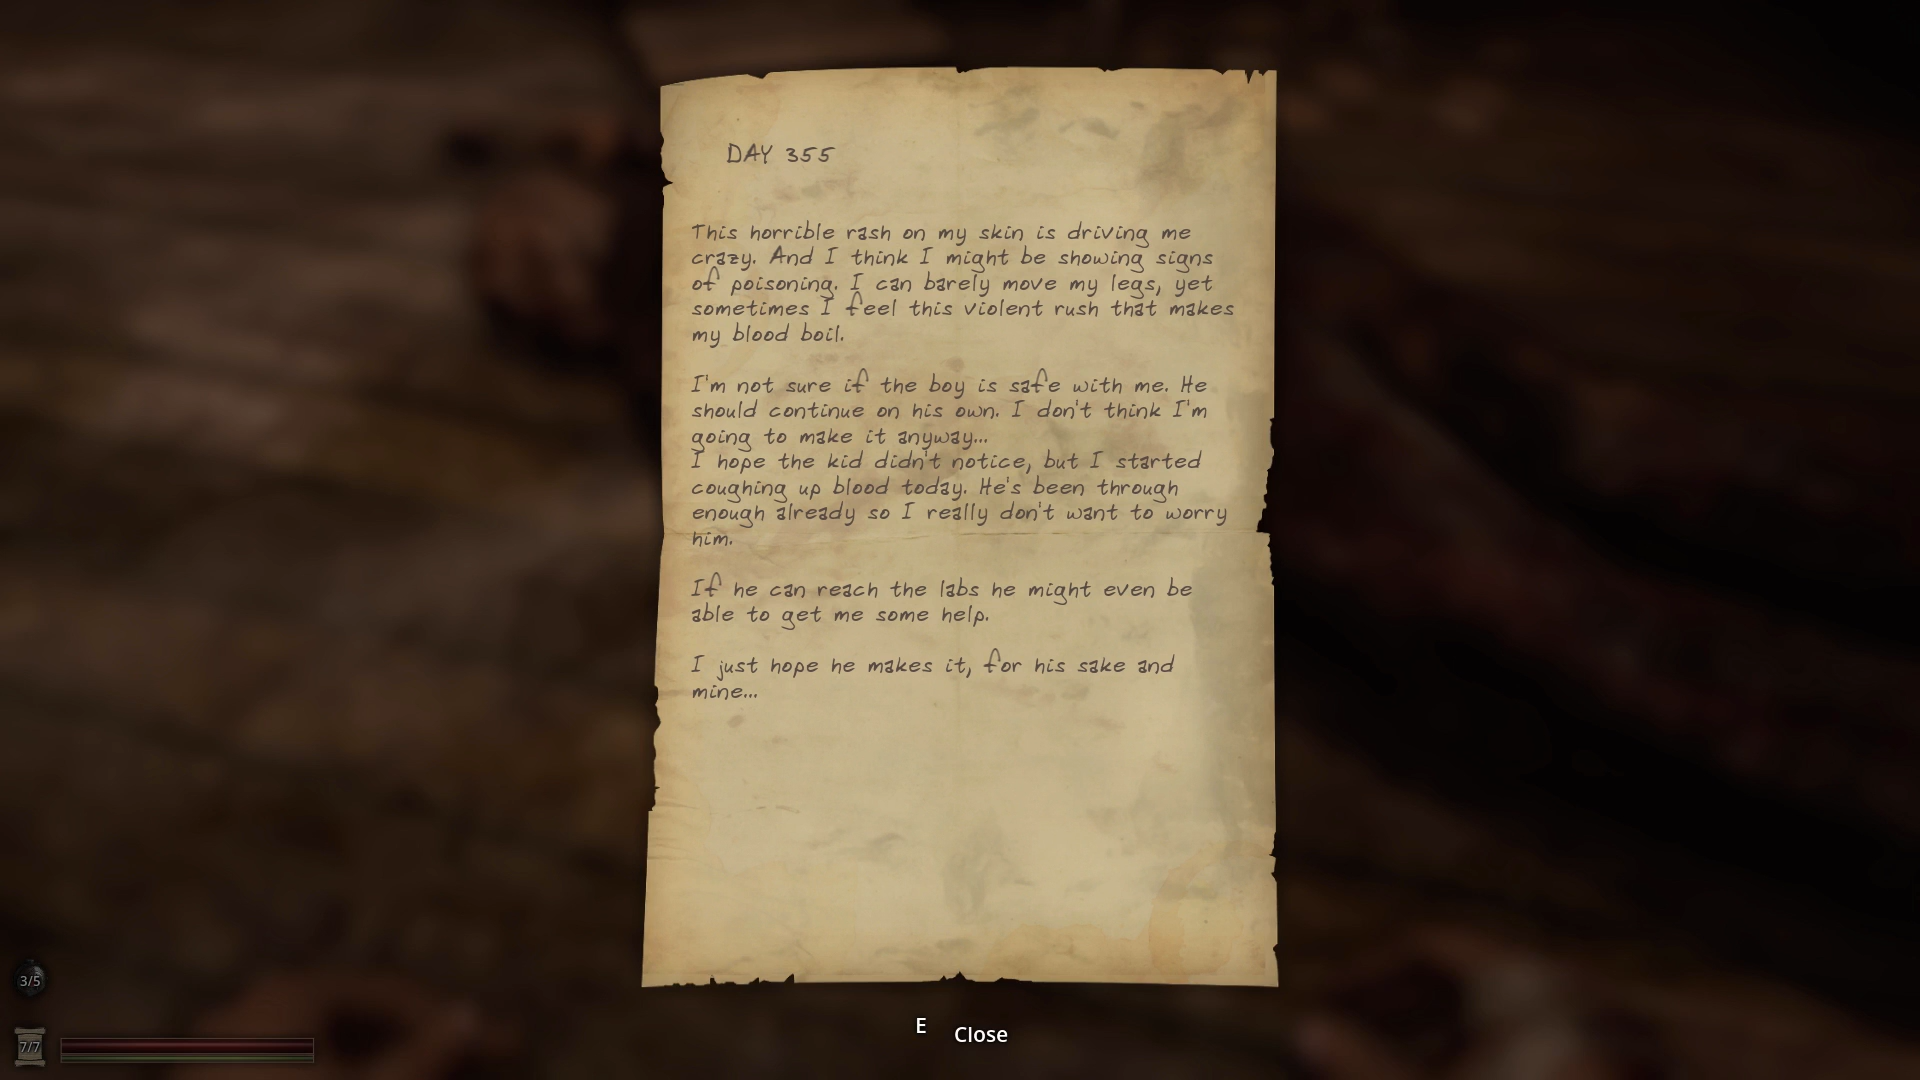 DAY 355
This horrible rash on my skin is driving me
crazy. And I think I might be showing signs
of poisoning. I can barely move my legs, yet
sometimes I feel this violent rush that makes
my blood boil.
I'm not sure if the boy is safe with me. He
should continue on his own. I don't think I'm
going to make it anyway...
I hope the kid didn't notice, but I started
coughing up blood today. He's been through
enough already so I really don't want to worry
him.
If he can reach the labs he might even be
able to get me some help.
I just hope he makes it, for his sake and
mine...
3/5
7/7
E Close